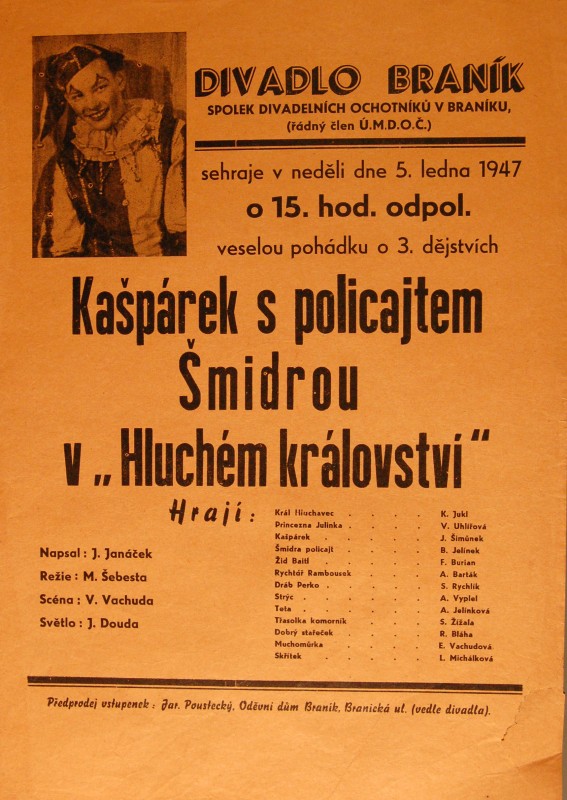 DIVADLO BRANÍK
SPOLEK DIVADELNÍCH OCHOTNÍKŮ V BRANÍKU,
(řádný člen Ú.M.D.O.Č.)
sehraje v neděli dne 5. ledna 1947
o 15. hod. odpol.
veselou pohádku o 3. dějstvích
Kašpárek s policajtem
Šmidrou
v „Hluchém království“
Hrají:
Král Hluchavec . . . . K. Jukl
Princezna Julinka . . . . V. Uhlířová
Kašpárek . . . . . J. Šimůnek
Šmidra policajt . . . . B. Jelínek
Žid Baitl . . . . . F. Burian
Rychtář Rambousek . . . . A. Barták
Dráb Perko . . . . . S. Rychlík
Strýc . . . . . A. Vyplel
Teta . . . . . A. Jelínková
Třasolka komorník . . . . S. Žížala
Dobrý stařeček . . . . R. Bláha
Muchomůrka . . . . E. Vachudová
Skřítek . . . . . L. Michálková
Napsal : J. Janáček
Režie : M. Šebesta
Scéna ; V. Vachuda
Světlo : J. Douda
Předprodej vstupenek : Jar. Poustecký, Oděvní dům Braník, Branická ul. (vedle divadla).